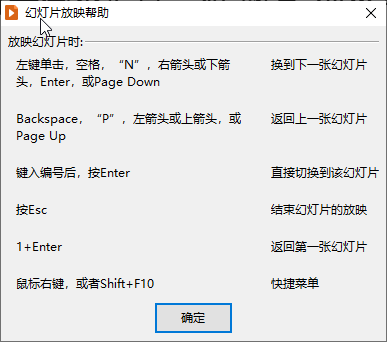 幻灯片放映帮助
放映幻灯片时:
左键单击，空格，“N”，右箭头或下箭 换到下一张幻灯片
头，Enter，或Page Down
Backspace，“P”，左箭头或上箭头，或 返回上一张幻灯片
Page Up
键入编号后，按Enter 直接切换到该幻灯片
按Esc 结束幻灯片的放映
1+Enter 返回第一张幻灯片
鼠标右键，或者Shift+F10 快捷菜单
确定